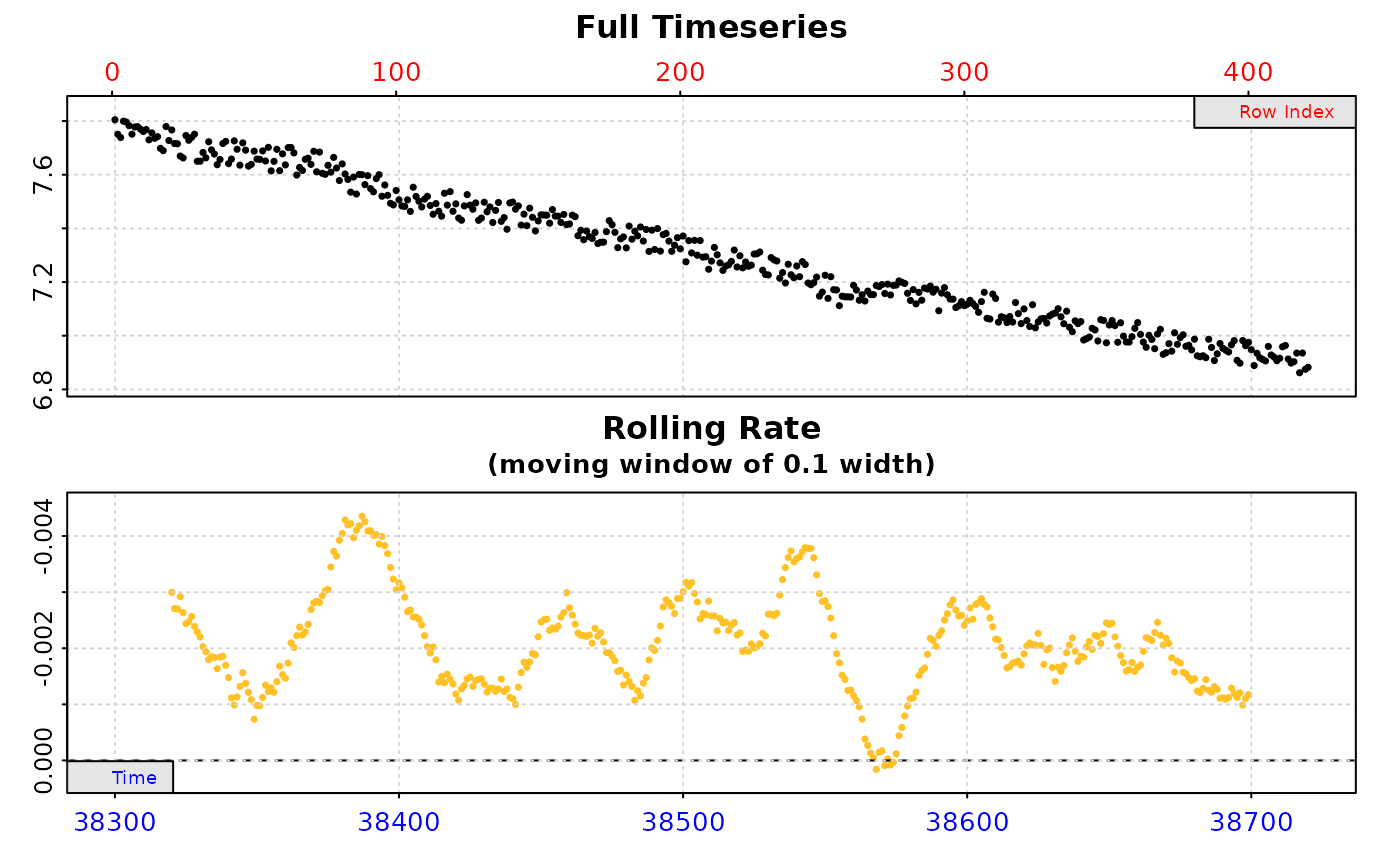 Full Timeseries
0 100 200 300 400
Row Index
7.6
7.2
6.8
Rolling Rate
(moving window of 0.1 width)
-0.004
-0.002
0.000
Time
38300 38400 38500 38600 38700